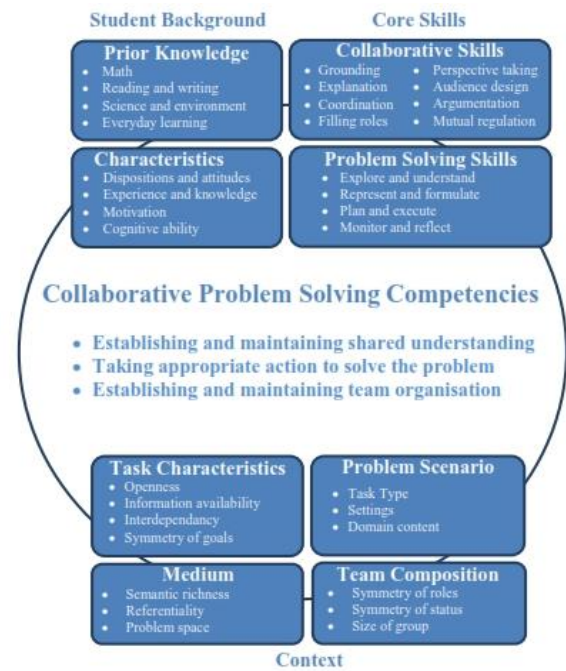 Student Background
Core Skills
Prior Knowledge
• Math
• Reading and writing
• Science and environment
• Everyday learning
Collaborative Skills
• Grounding
• Explanation
• Coordination
• Filling roles
• Perspective taking
• Audience design
• Argumentation
• Mutual regulation
Characteristics
• Dispositions and attitudes
• Experience and knowledge
• Motivation
• Cognitive ability
Problem Solving Skills
• Explore and understand
• Represent and formulate
• Plan and execute
• Monitor and reflect
Collaborative Problem Solving Competencies
• Establishing and maintaining shared understanding
• Taking appropriate action to solve the problem
• Establishing and maintaining team organisation
Task Characteristics
• Openness
• Information availability
• Interdependancy
• Symmetry of goals
Problem Scenario
• Task Type
• Settings
• Domain content
Medium
• Semantic richness
• Referentiality
• Problem space
Team Composition
• Symmetry of roles
• Symmetry of status
• Size of group
Context